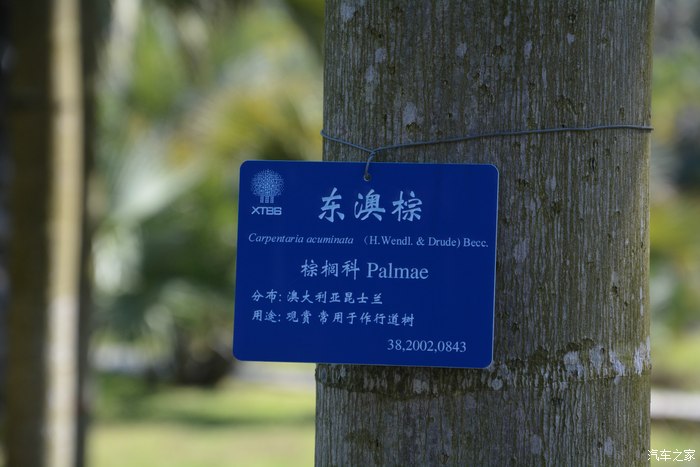 XTBG
东澳棕
Carpentaria acuminata (H.Wendl. & Drude) Becc.
棕榈科 Palmae
分布: 澳大利亚昆士兰
用途: 观赏 常用于作行道树
38,2002,0843
汽车之家